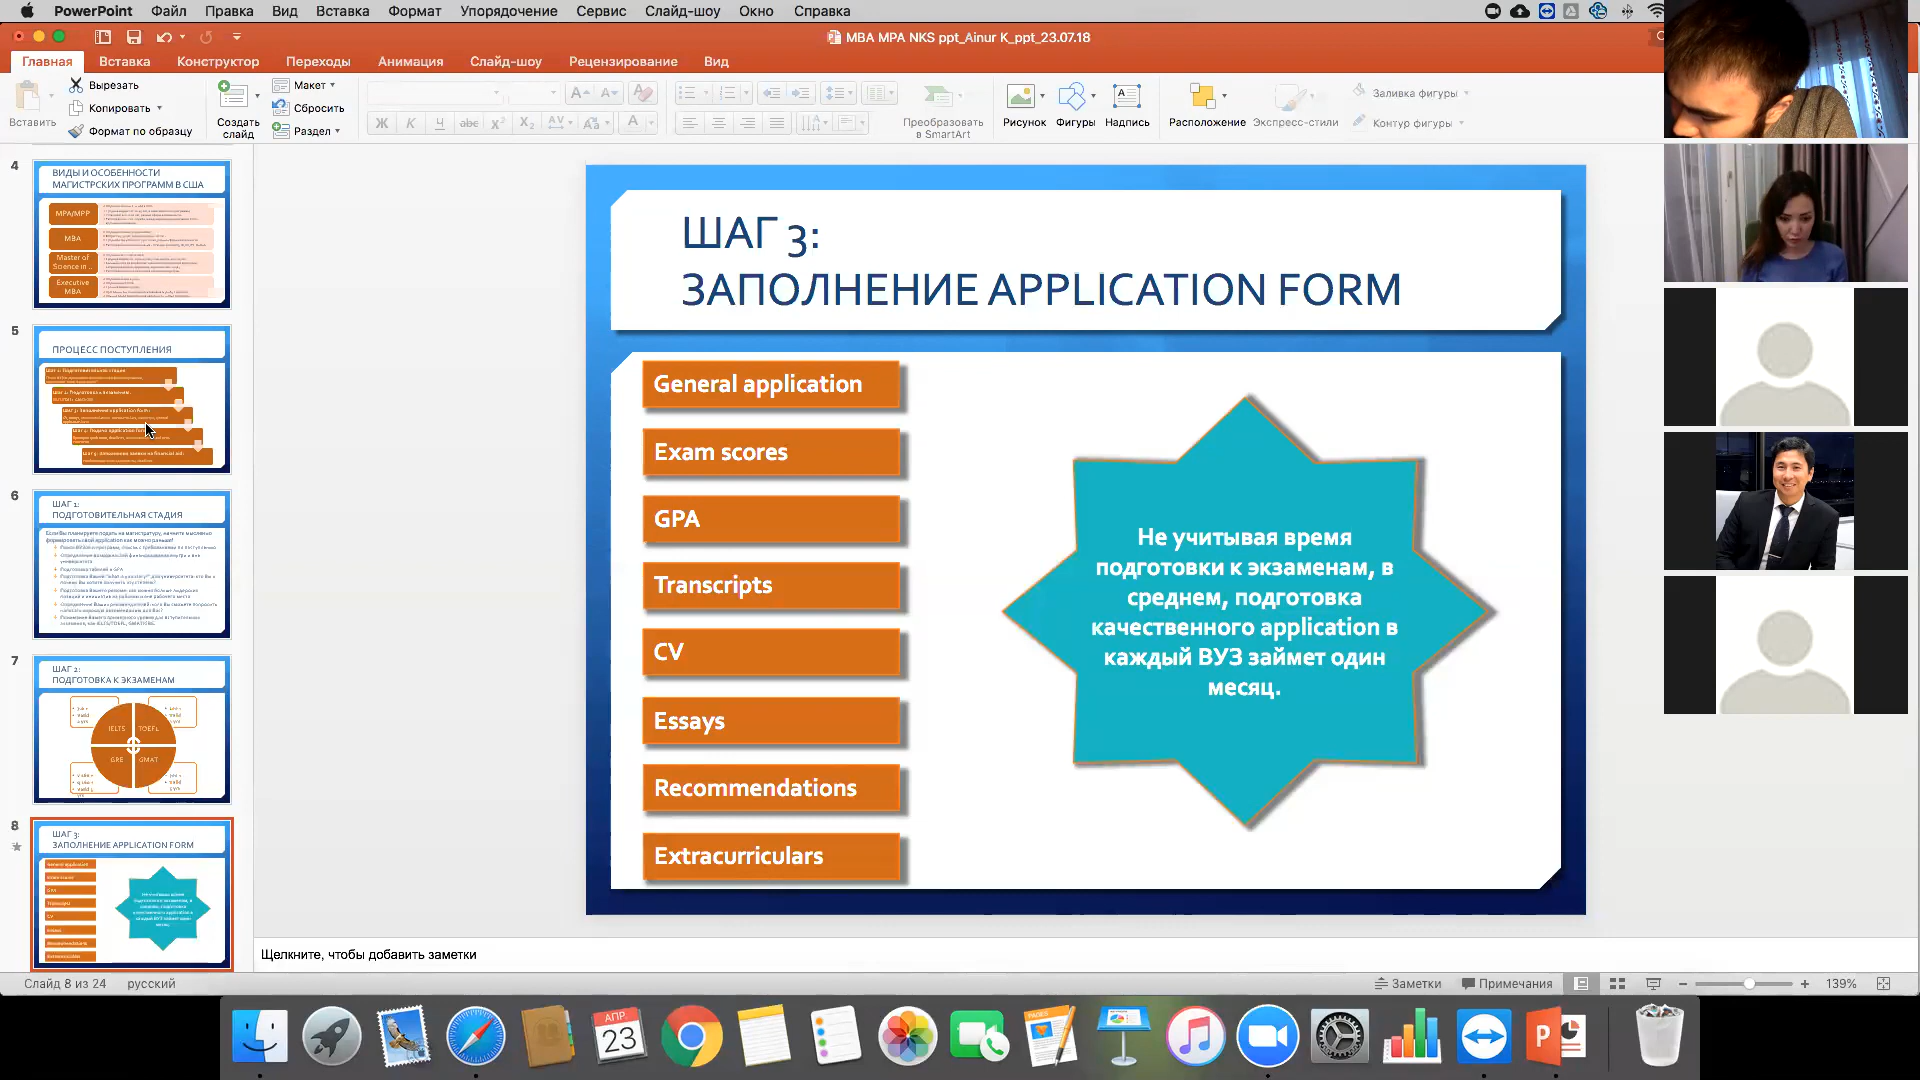 PowerPoint Файл Правка Вид Вставка Формат Упорядочение Сервис Слайд-шоу Окно Справка
MBA MPA NKS ppt_Ainur K_ppt_23.07.18
Главная Вставка Конструктор Переходы Анимация Слайд-шоу Рецензирование Вид
Вставить
Вырезать
Копировать
Формат по образцу
Создать слайд
Макет
Сбросить
Раздел
Преобразовать в SmartArt
Рисунок Фигуры Надпись Расположение Экспресс-стили
Заливка фигуры
Контур фигуры
4
ВИДЫ И ОСОБЕННОСТИ
МАГИСТРСКИХ ПРОГРАММ В США
MPA/MPP
MBA
Master of
Science in ..
Executive
MBA
5
ПРОЦЕСС ПОСТУПЛЕНИЯ
6
ШАГ 1:
ПОДГОТОВИТЕЛЬНАЯ СТАДИЯ
7
ШАГ 2:
ПОДГОТОВКА К ЭКЗАМЕНАМ
IELTS TOEFL
GRE GMAT
8
ШАГ 3:
ЗАПОЛНЕНИЕ APPLICATION FORM
ШАГ 3:
ЗАПОЛНЕНИЕ APPLICATION FORM
General application
Exam scores
GPA
Transcripts
CV
Essays
Recommendations
Extracurriculars
Не учитывая время
подготовки к экзаменам, в
среднем, подготовка
качественного application в
каждый ВУЗ займет один
месяц.
Щелкните, чтобы добавить заметки
Слайд 8 из 24 русский
Заметки Примечания 139%
АПР.
23
PAGES